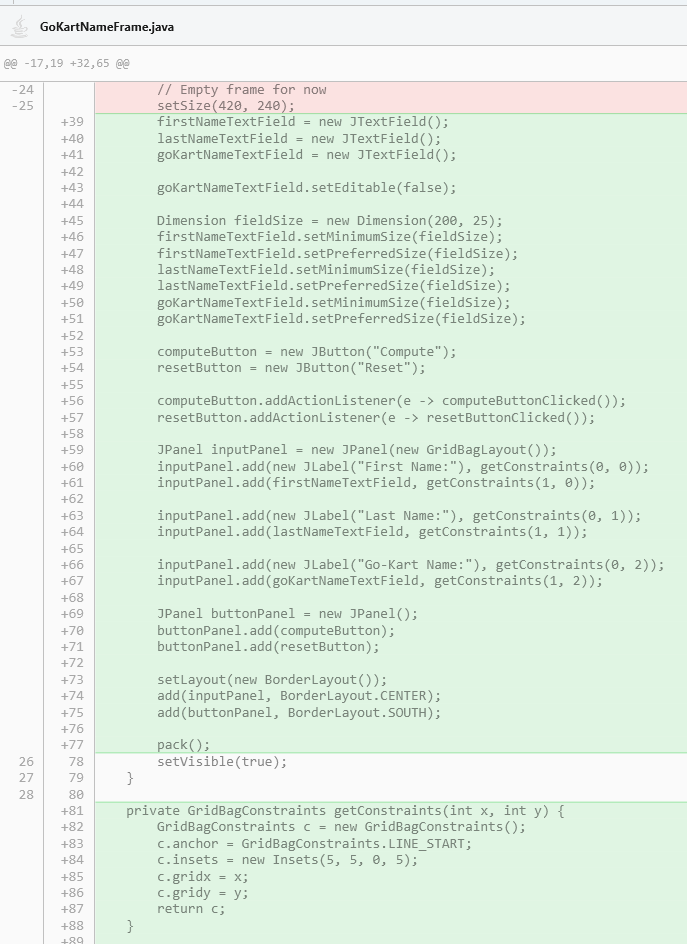 GoKartNameFrame.java
@@ -17,19 +32,65 @@
-24 // Empty frame for now
-25 setSize(420, 240);
+39 firstNameTextField = new JTextField();
+40 lastNameTextField = new JTextField();
+41 goKartNameTextField = new JTextField();
+42
+43 goKartNameTextField.setEditable(false);
+44
+45 Dimension fieldSize = new Dimension(200, 25);
+46 firstNameTextField.setMinimumSize(fieldSize);
+47 firstNameTextField.setPreferredSize(fieldSize);
+48 lastNameTextField.setMinimumSize(fieldSize);
+49 lastNameTextField.setPreferredSize(fieldSize);
+50 goKartNameTextField.setMinimumSize(fieldSize);
+51 goKartNameTextField.setPreferredSize(fieldSize);
+52
+53 computeButton = new JButton("Compute");
+54 resetButton = new JButton("Reset");
+55
+56 computeButton.addActionListener(e -> computeButtonClicked());
+57 resetButton.addActionListener(e -> resetButtonClicked());
+58
+59 JPanel inputPanel = new JPanel(new GridBagLayout());
+60 inputPanel.add(new JLabel("First Name:"), getConstraints(0, 0));
+61 inputPanel.add(firstNameTextField, getConstraints(1, 0));
+62
+63 inputPanel.add(new JLabel("Last Name:"), getConstraints(0, 1));
+64 inputPanel.add(lastNameTextField, getConstraints(1, 1));
+65
+66 inputPanel.add(new JLabel("Go-Kart Name:"), getConstraints(0, 2));
+67 inputPanel.add(goKartNameTextField, getConstraints(1, 2));
+68
+69 JPanel buttonPanel = new JPanel();
+70 buttonPanel.add(computeButton);
+71 buttonPanel.add(resetButton);
+72
+73 setLayout(new BorderLayout());
+74 add(inputPanel, BorderLayout.CENTER);
+75 add(buttonPanel, BorderLayout.SOUTH);
+76
+77 pack();
26 78 setVisible(true);
27 79 }
28 80
+81 private GridBagConstraints getConstraints(int x, int y) {
+82 GridBagConstraints c = new GridBagConstraints();
+83 c.anchor = GridBagConstraints.LINE_START;
+84 c.insets = new Insets(5, 5, 0, 5);
+85 c.gridx = x;
+86 c.gridy = y;
+87 return c;
+88 }
+89